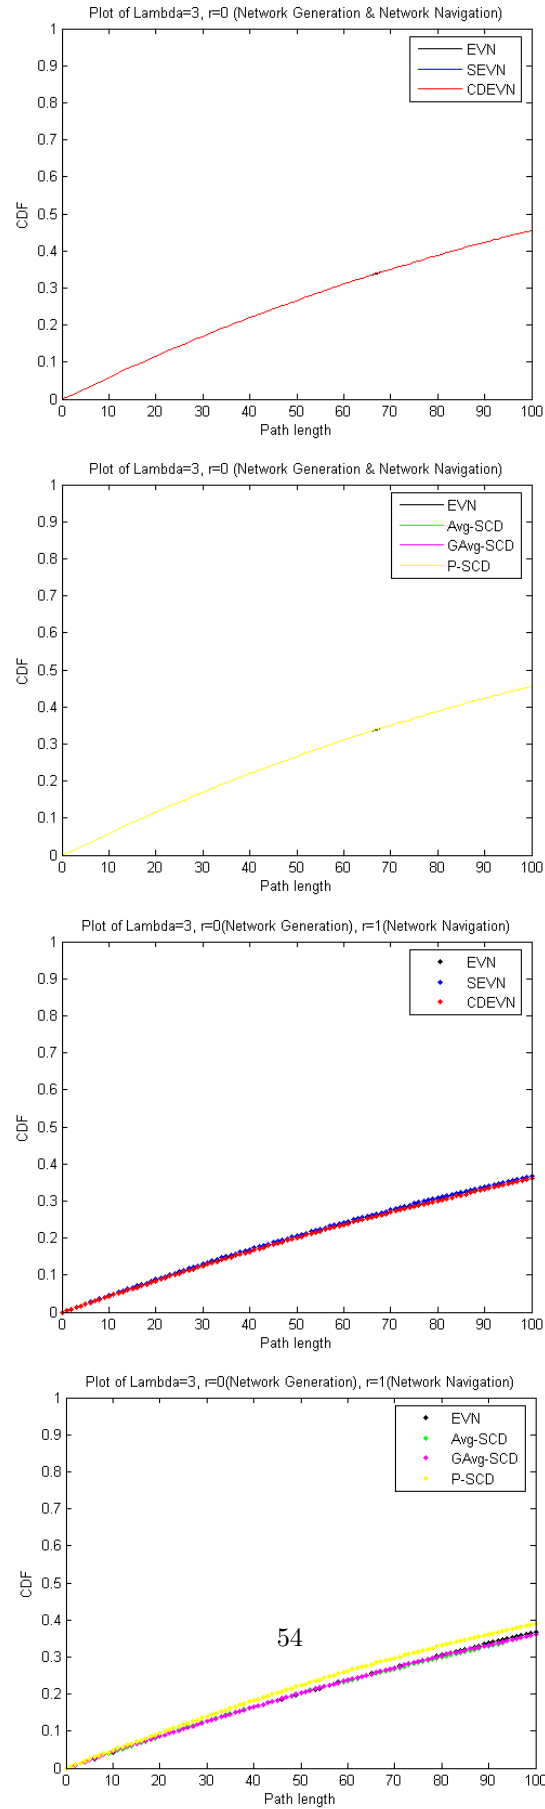 Plot of Lambda=3, r=0 (Network Generation & Network Navigation)
1
0.9
0.8
0.7
0.6
0.5
0.4
0.3
0.2
0.1
0
CDF
EVN
SEVN
CDEVN
0 10 20 30 40 50 60 70 80 90 100
Path length
Plot of Lambda=3, r=0 (Network Generation & Network Navigation)
1
0.9
0.8
0.7
0.6
0.5
0.4
0.3
0.2
0.1
0
CDF
EVN
Avg-SCD
GAvg-SCD
P-SCD
0 10 20 30 40 50 60 70 80 90 100
Path length
Plot of Lambda=3, r=0(Network Generation), r=1(Network Navigation)
1
0.9
0.8
0.7
0.6
0.5
0.4
0.3
0.2
0.1
0
CDF
EVN
SEVN
CDEVN
0 10 20 30 40 50 60 70 80 90 100
Path length
Plot of Lambda=3, r=0(Network Generation), r=1(Network Navigation)
1
0.9
0.8
0.7
0.6
0.5
0.4
0.3
0.2
0.1
0
CDF
EVN
Avg-SCD
GAvg-SCD
P-SCD
54
0 10 20 30 40 50 60 70 80 90 100
Path length